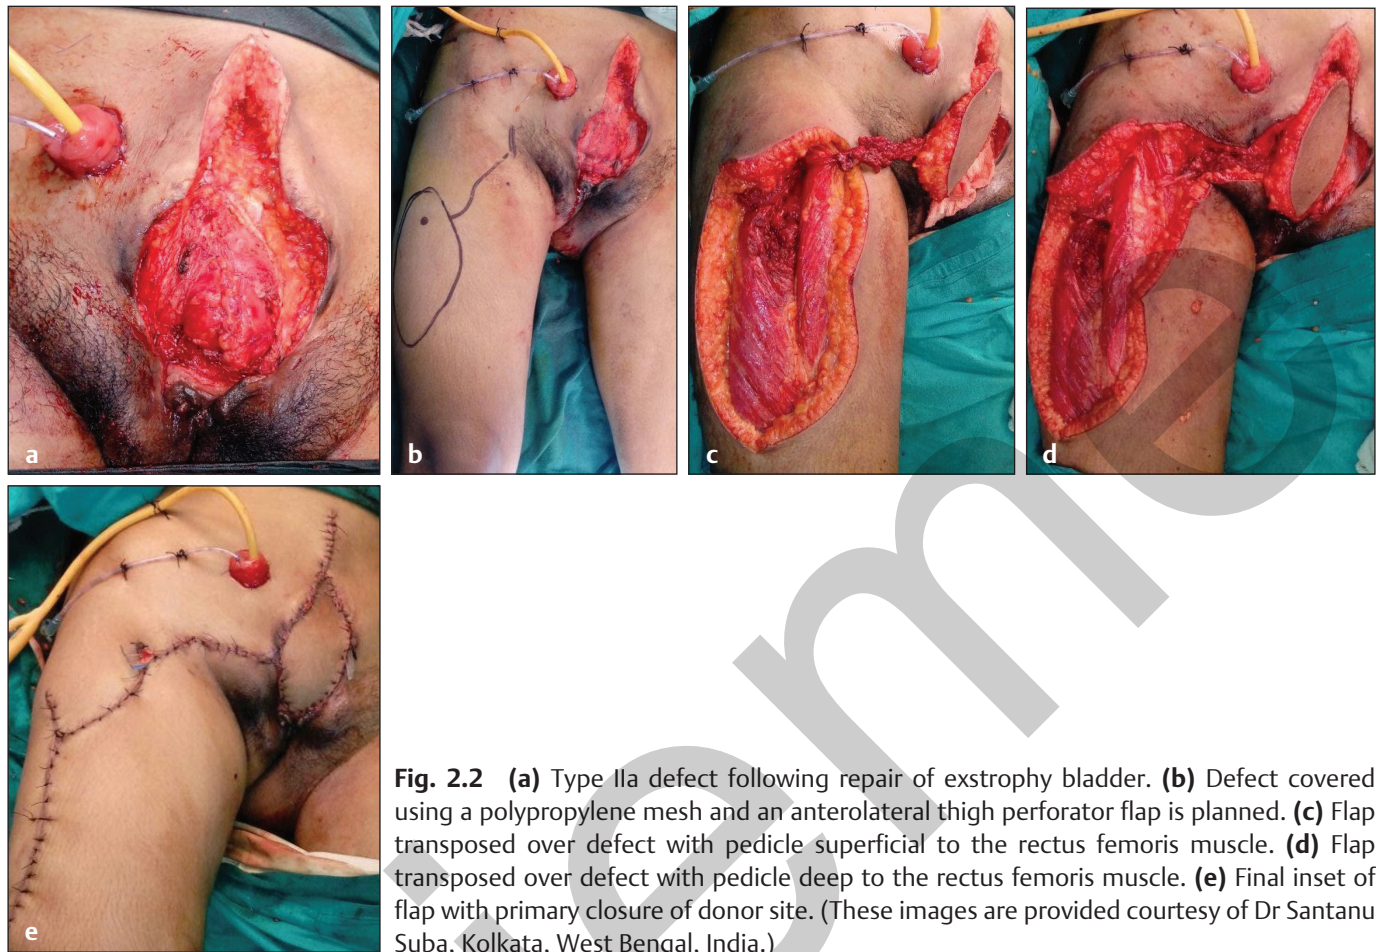 a
b
c
d
e
Fig. 2.2 (a) Type IIa defect following repair of exstrophy bladder. (b) Defect covered
using a polypropylene mesh and an anterolateral thigh perforator flap is planned. (c) Flap
transposed over defect with pedicle superficial to the rectus femoris muscle. (d) Flap
transposed over defect with pedicle deep to the rectus femoris muscle. (e) Final inset of
flap with primary closure of donor site. (These images are provided courtesy of Dr Santanu
Suba, Kolkata, West Bengal, India.)